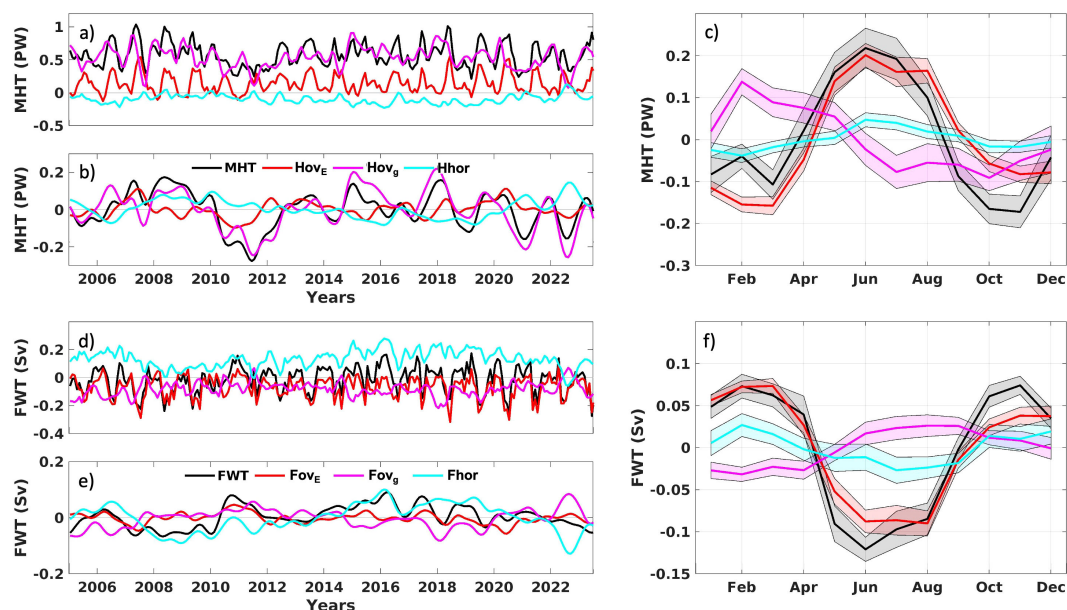 a)
MHT (PW)
1
0.5
0
-0.5
b)
MHT (PW)
0.2
0
0.2
MHT Hov_E Hov_g Hhor
2006 2008 2010 2012 2014 2016 2018 2020 2022
Years
c)
MHT (PW)
0.2
0.1
0
-0.1
-0.2
-0.3
Feb Apr Jun Aug Oct Dec
d)
FWT (Sv)
0.2
0
-0.2
-0.4
e)
FWT (Sv)
0.2
0
0.2
FWT Fov_E Fov_g Fhor
2006 2008 2010 2012 2014 2016 2018 2020 2022
Years
f)
FWT (Sv)
0.1
0.05
0
-0.05
-0.1
-0.15
Feb Apr Jun Aug Oct Dec